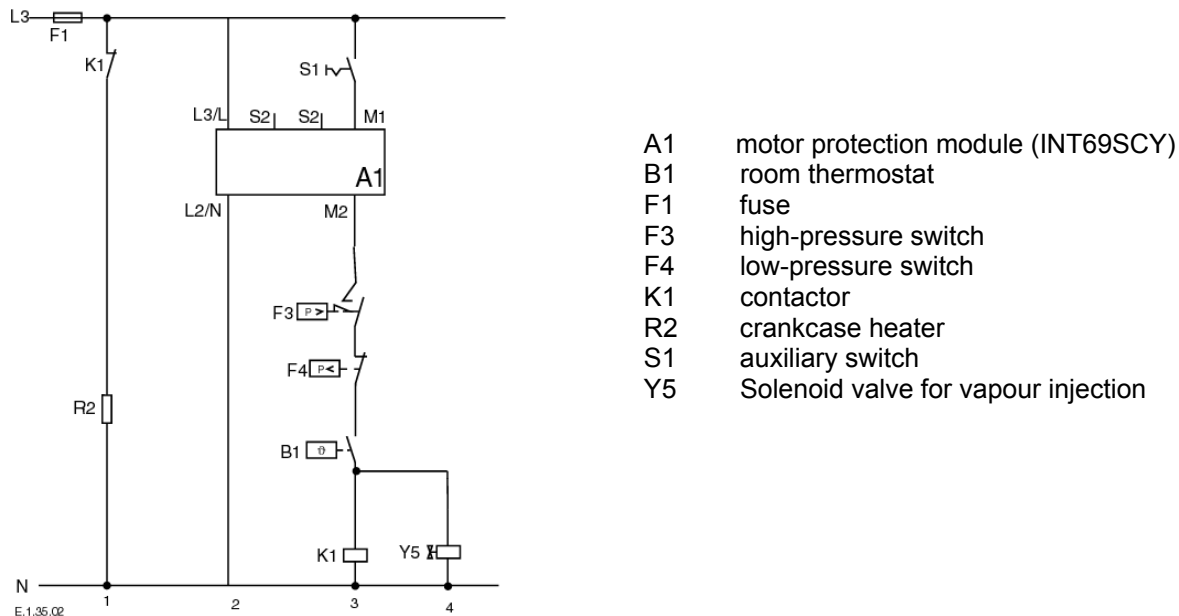 L3
F1
K1
S1
L3/L S2 S2 M1
A1
L2/N M2
F3 P >
F4 P<
R2
B1 θ
K1 Y5
N
1 2 3 4
E.1.35.02
A1 motor protection module (INT69SCY)
B1 room thermostat
F1 fuse
F3 high-pressure switch
F4 low-pressure switch
K1 contactor
R2 crankcase heater
S1 auxiliary switch
Y5 Solenoid valve for vapour injection